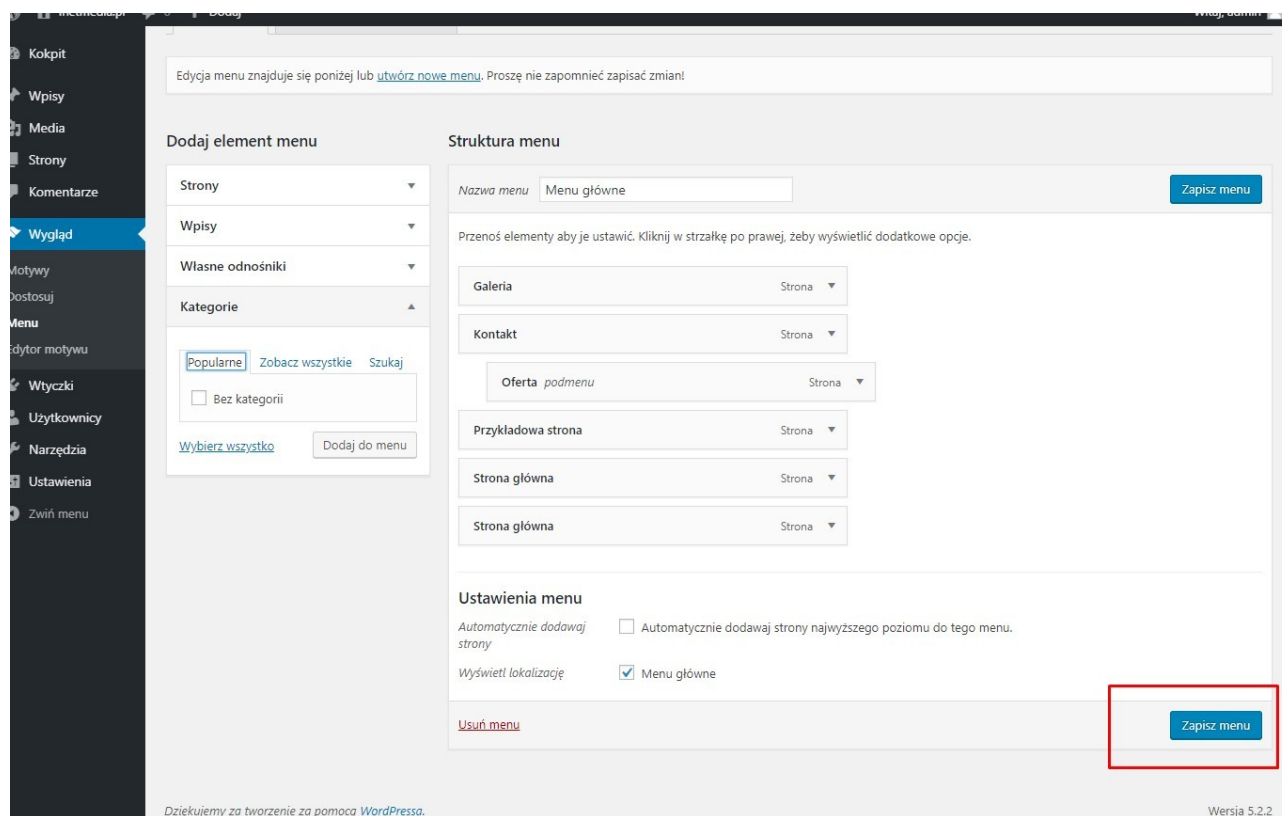 inetmedia.pl 0 Dodaj Witaj, admin
Kokpit
Wpisy
Media
Strony
Komentarze
Wygląd
Motywy
Dostosuj
Menu
Edytor motywu
Wtyczki
Użytkownicy
Narzędzia
Ustawienia
Zwiń menu
Edycja menu znajduje się poniżej lub utwórz nowe menu. Proszę nie zapomnieć zapisać zmian!
Dodaj element menu
Strony
Wpisy
Własne odnośniki
Kategorie
Popularne Zobacz wszystkie Szukaj
Bez kategorii
Wybierz wszystko Dodaj do menu
Struktura menu
Nazwa menu Menu główne Zapisz menu
Przenoś elementy aby je ustawić. Kliknij w strzałkę po prawej, żeby wyświetlić dodatkowe opcje.
Galeria Strona
Kontakt Strona
Oferta podmenu Strona
Przykładowa strona Strona
Strona główna Strona
Strona główna Strona
Ustawienia menu
Automatycznie dodawaj
strony
Automatycznie dodawaj strony najwyższego poziomu do tego menu.
Wyświetl lokalizację Menu główne
Usuń menu Zapisz menu
Dziękujemy za tworzenie za pomocą WordPressa. Wersja 5.2.2